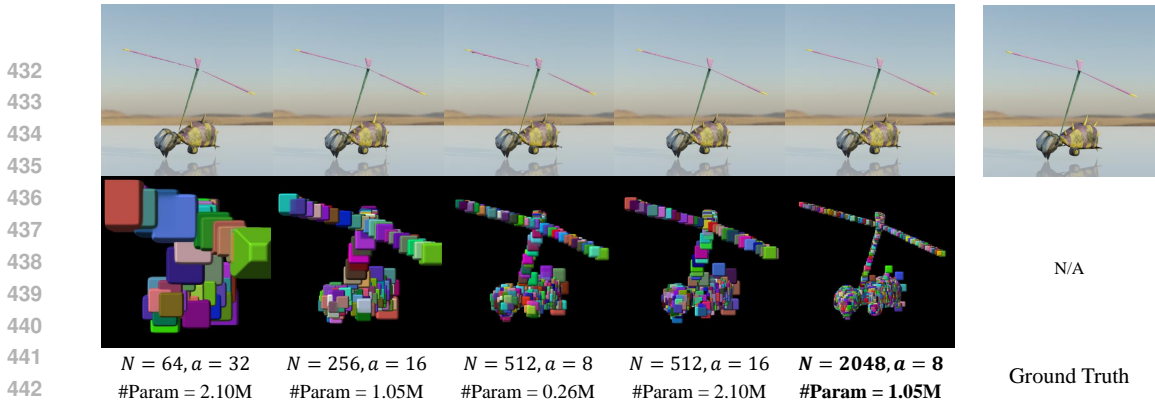 432
433
434
435
436
437
438
439
440
441
442
N/A
N = 64, a = 32
N = 256, a = 16
N = 512, a = 8
N = 512, a = 16
N = 2048, a = 8
#Param = 2.10M
#Param = 1.05M
#Param = 0.26M
#Param = 2.10M
#Param = 1.05M
Ground Truth